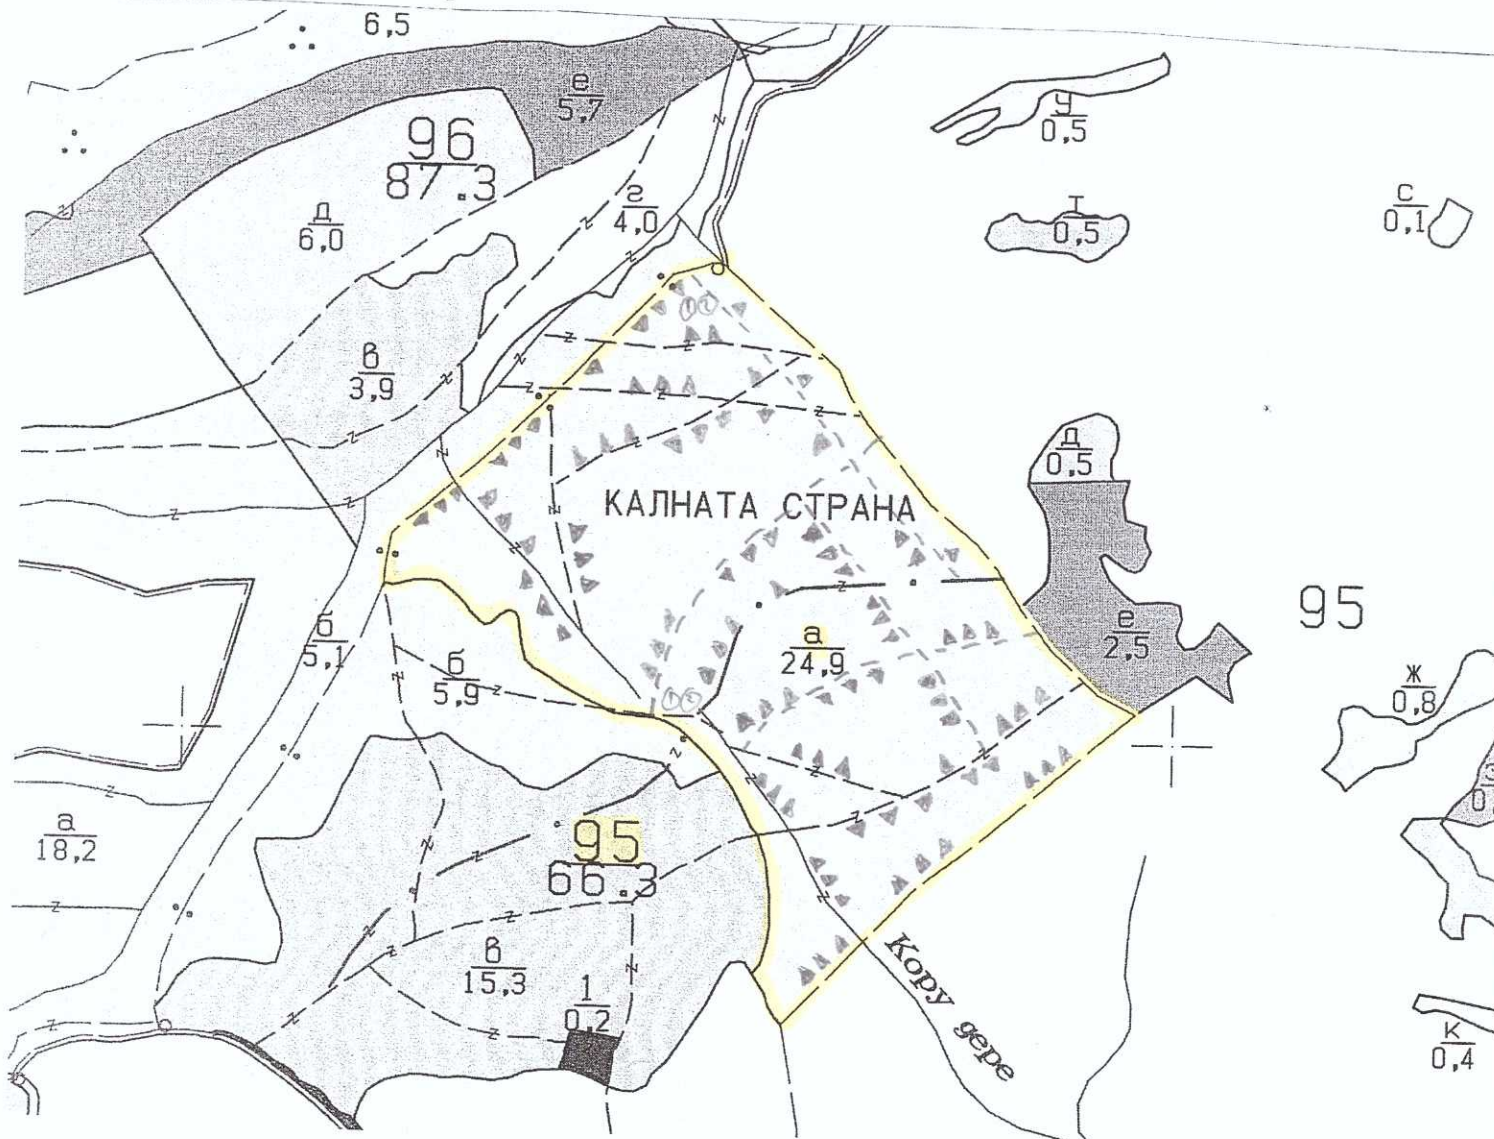 6,5
е
5,7
96
87.3
у
0,5
д
6,0
г
4,0
т
0,5
с
0,1
в
3,9
д
0,5
КАЛНАТА СТРАНА
95
б
5,1
б
5,9
а
24,9
е
2,5
ж
0,8
а
18,2
95
66.3
в
15,3
1
0,2
Кору дере
к
0,4